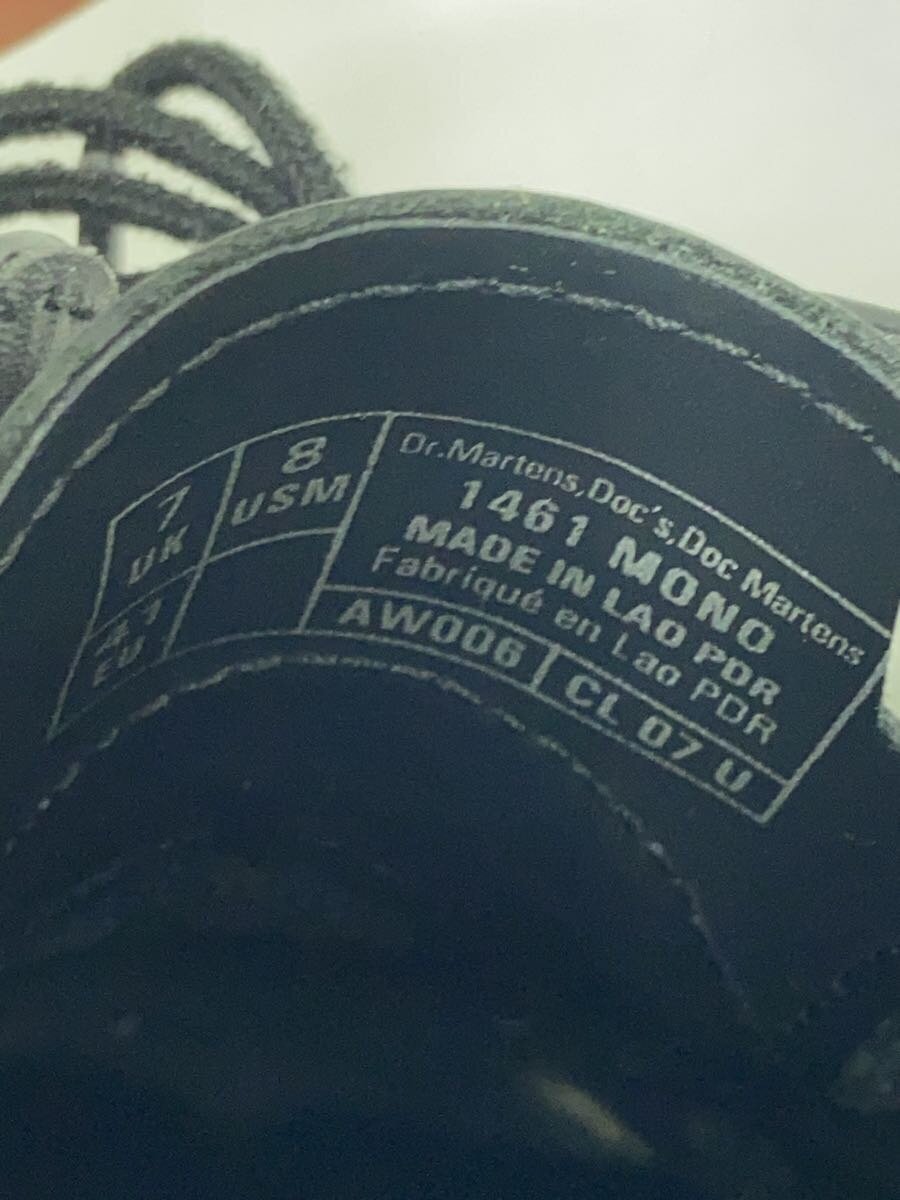 7
UK
8
USM
41
EU
Dr.Martens,Doc's,Doc Martens
1461 MONO
MADE IN LAO PDR
Fabriqué en Lao PDR
AW006
CL 07 U